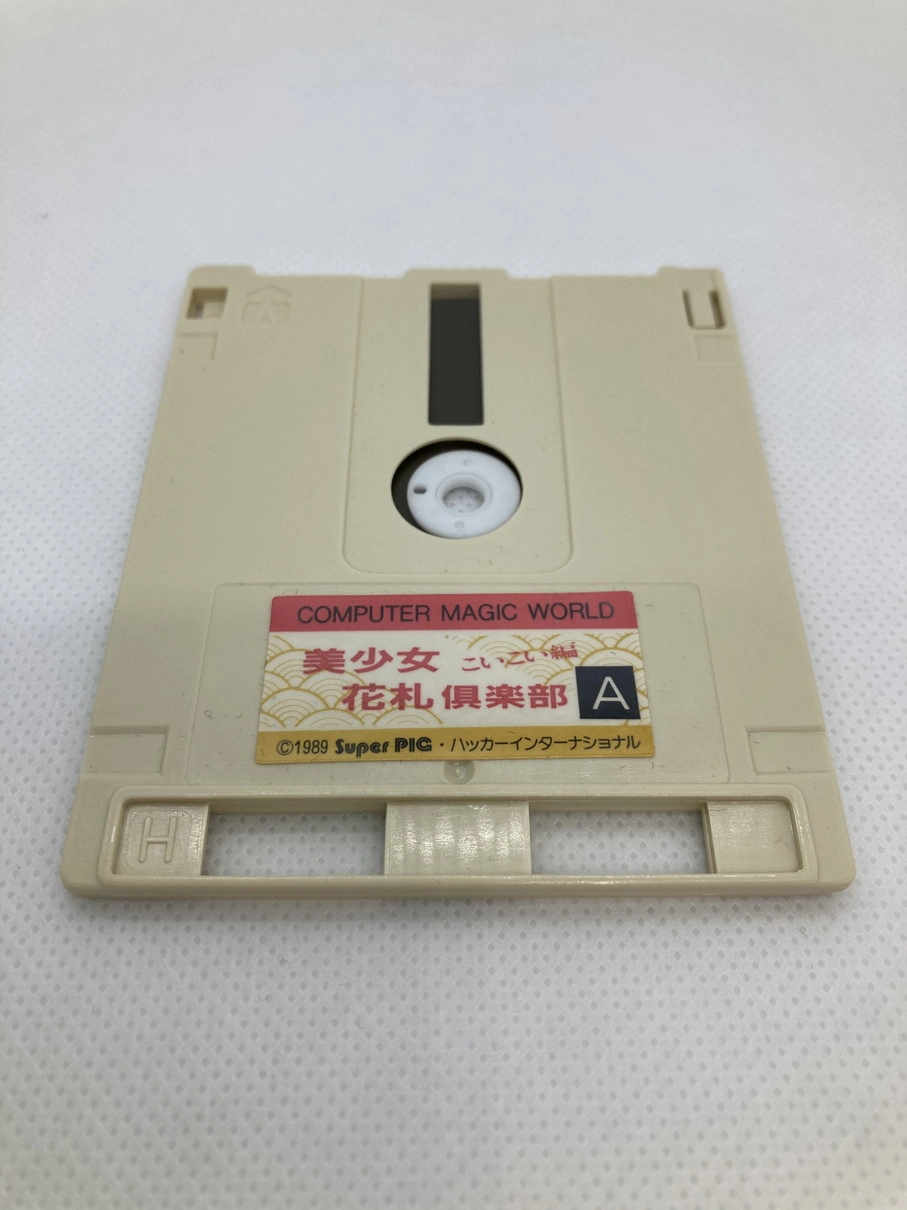 A
COMPUTER MAGIC WORLD
美少女 こいこい編
花札倶楽部 A
©1989 Super PIG・ハッカーインターナショナル
H